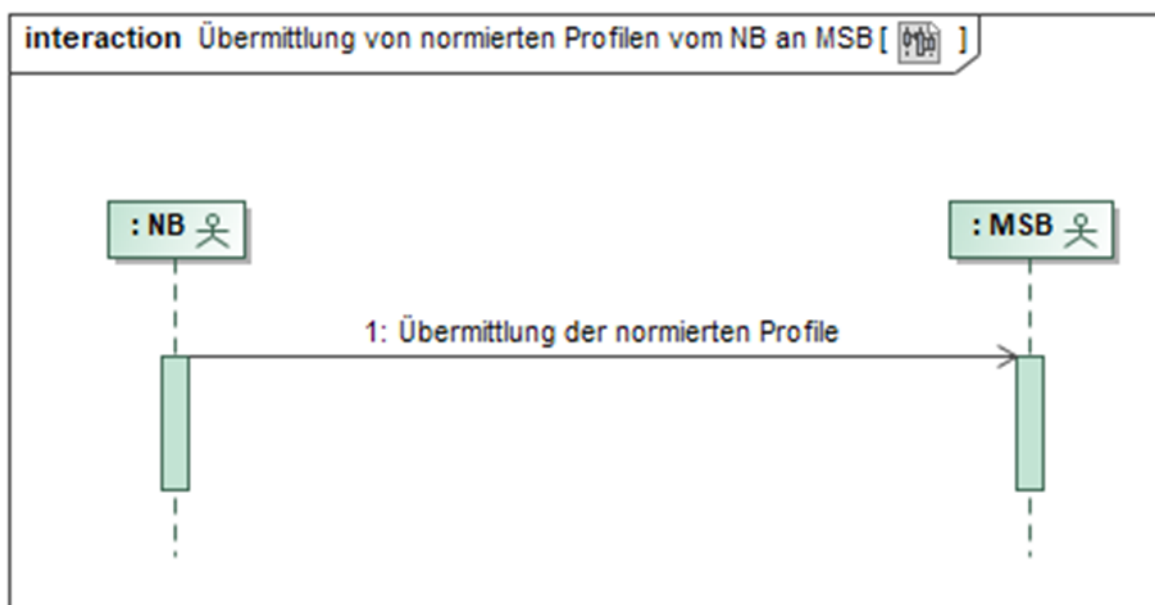 interaction Übermittlung von normierten Profilen vom NB an MSB [ ]
: NB
: MSB
1: Übermittlung der normierten Profile